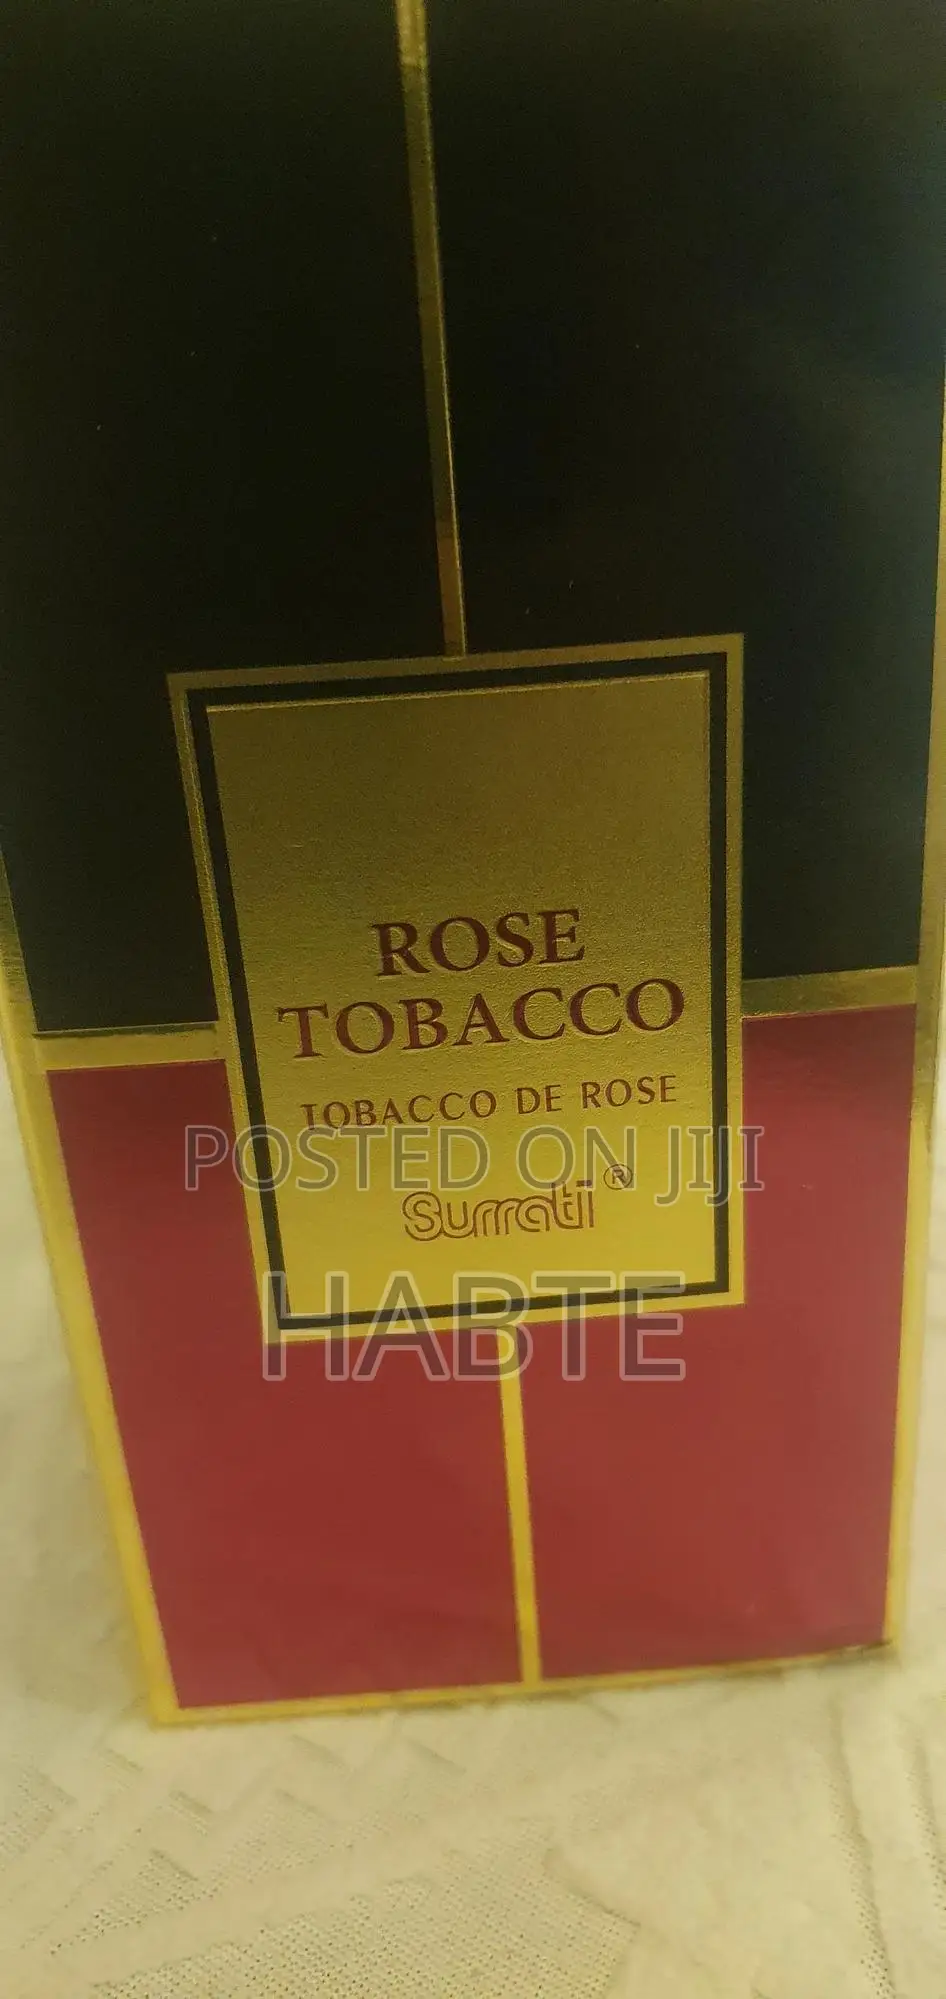 ROSE
TOBACCO
TOBACCO DE ROSE
POSTED ON JIJI
Surrati ®
HABTE